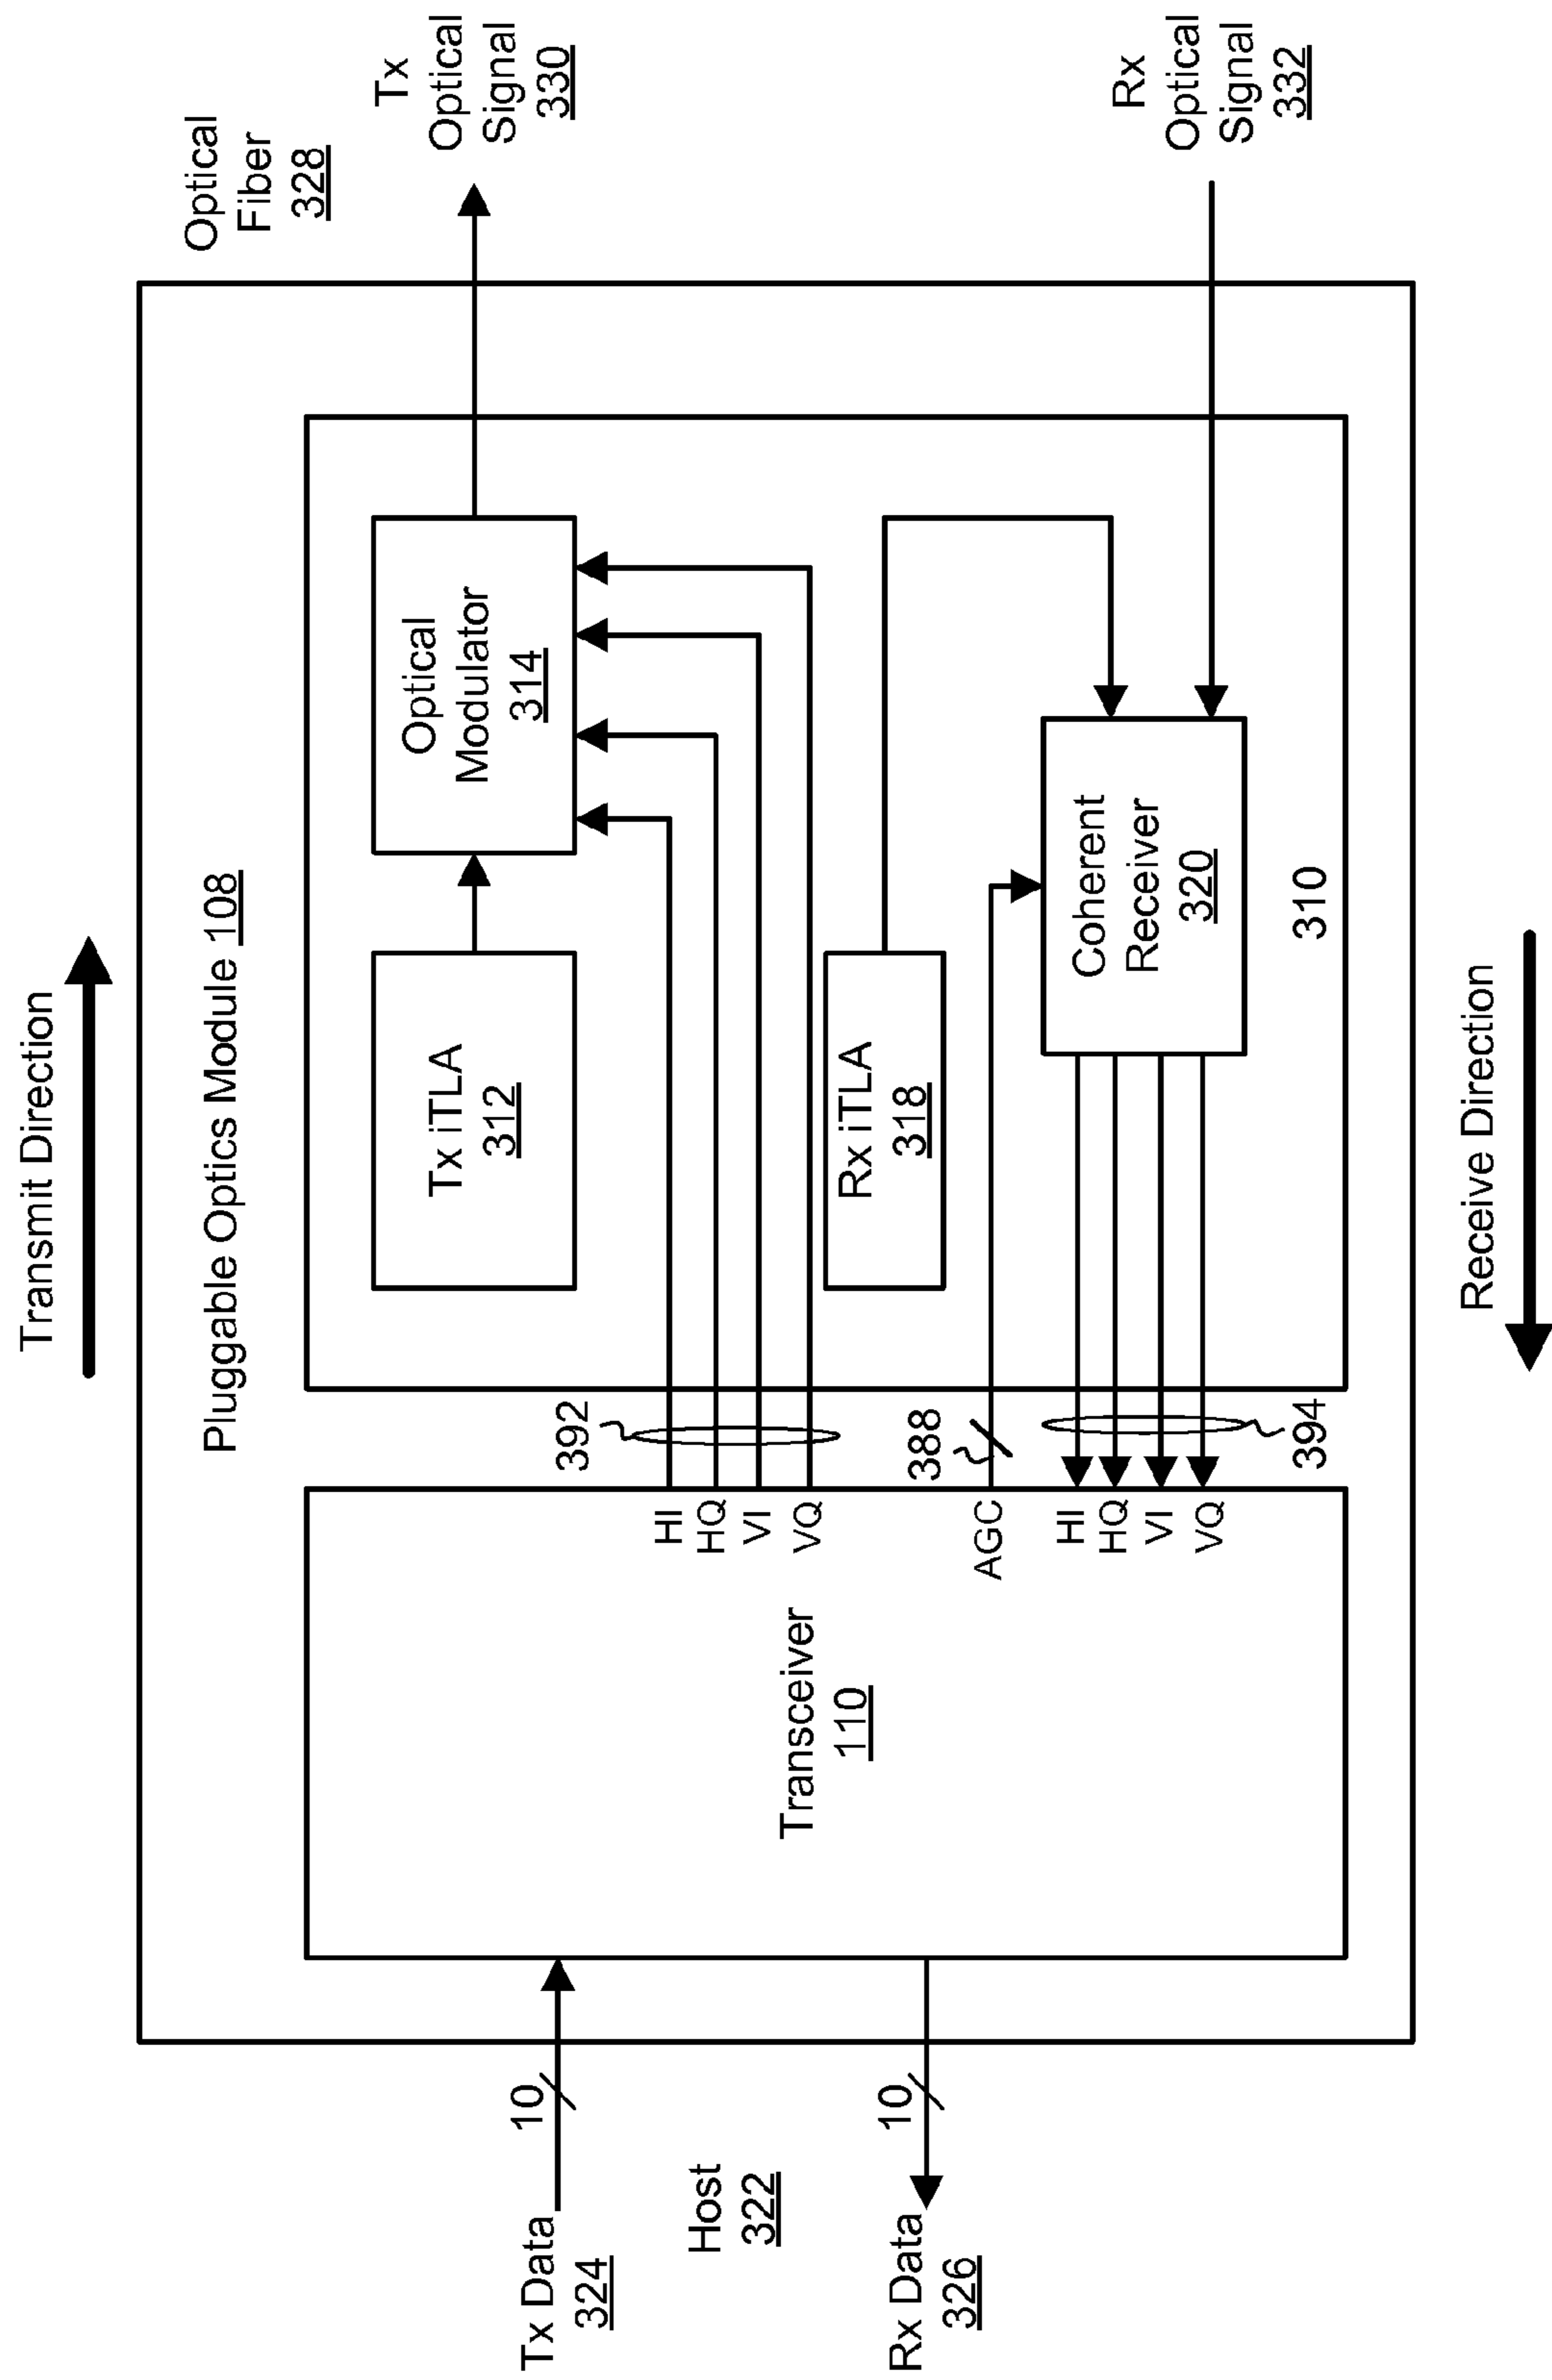 Transmit Direction
Pluggable Optics Module 108
Optical
Fiber
328
Tx
Optical
Signal
330
Tx iTLA
312
Optical
Modulator
314
392
HI
HQ
VI
VQ
Tx Data
324
10
Host
322
Transceiver
110
Rx iTLA
318
388
AGC
Coherent
Receiver
320
HI
HQ
VI
VQ
394
310
Rx Data
326
10
Rx
Optical
Signal
332
Receive Direction